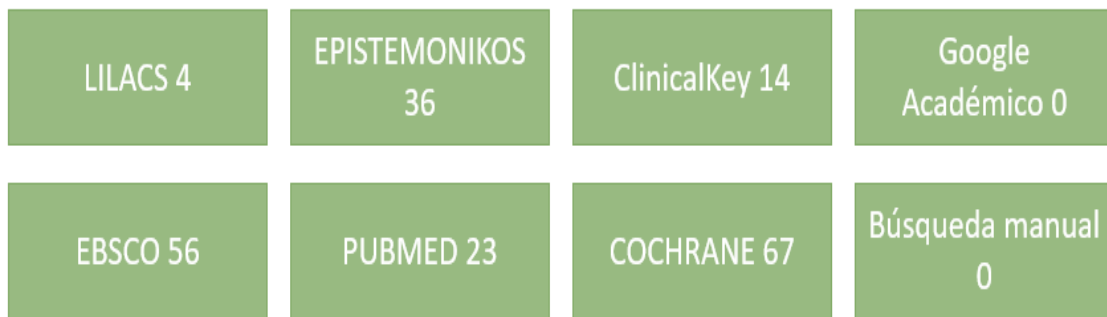 LILACS 4
EPISTEMONIKOS
36
ClinicalKey 14
Google
Académico 0
EBSCO 56
PUBMED 23
COCHRANE 67
Búsqueda manual
0